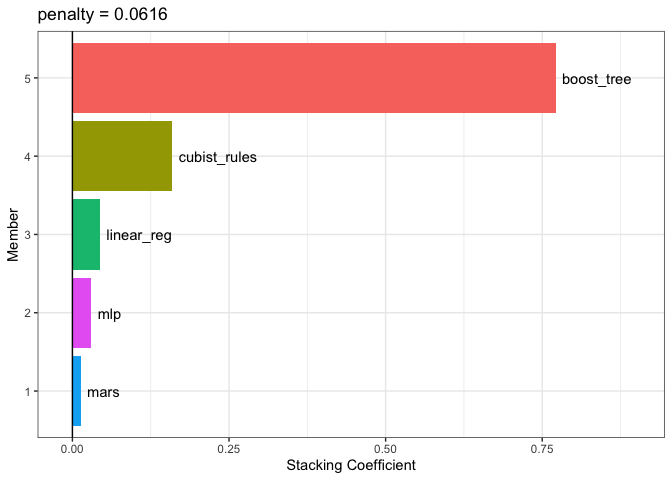 penalty = 0.0616
5
boost_tree
4
cubist_rules
Member
3
linear_reg
2
mlp
1
mars
0.00 0.25 0.50 0.75
Stacking Coefficient